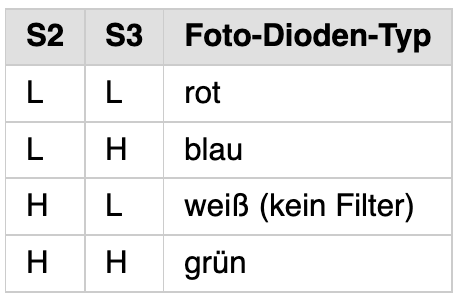 S2 S3 Foto-Dioden-Typ
L L rot
L H blau
H L weiß (kein Filter)
H H grün